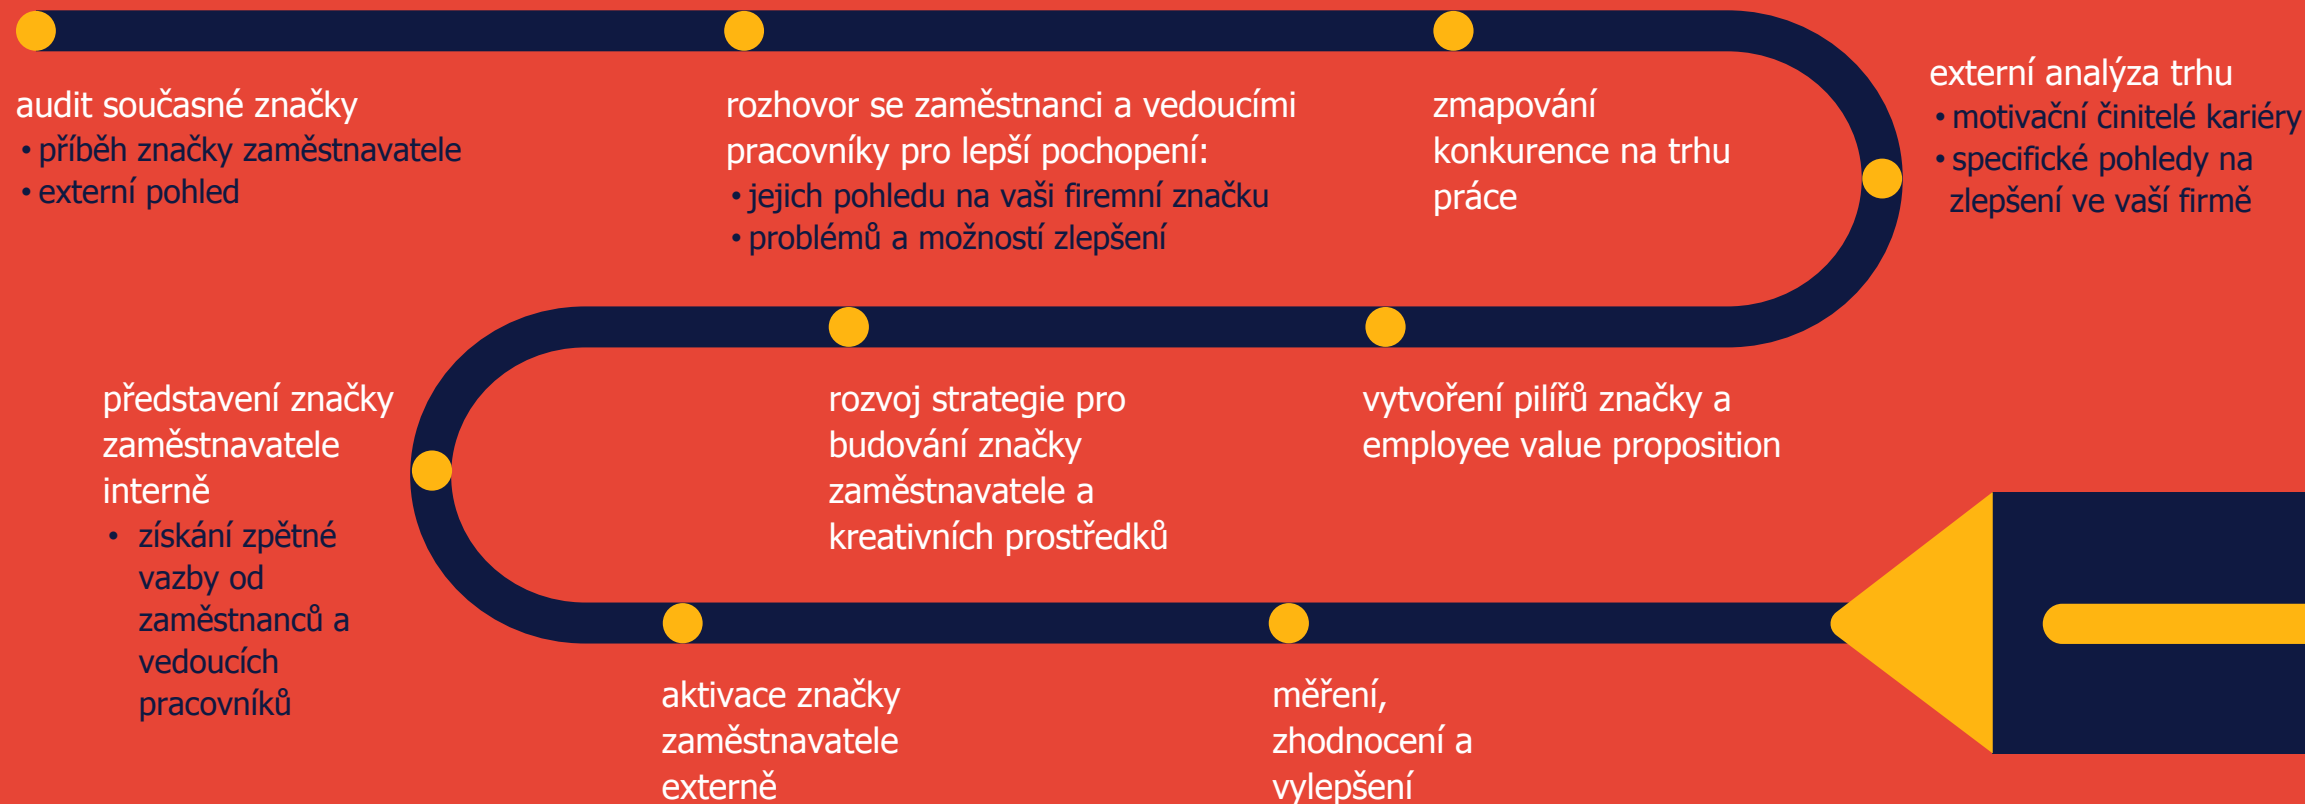 audit současné značky
• příběh značky zaměstnavatele
• externí pohled
rozhovor se zaměstnanci a vedoucími
pracovníky pro lepší pochopení:
• jejich pohledu na vaši firemní značku
• problémů a možností zlepšení
zmapování
konkurence na trhu
práce
externí analýza trhu
• motivační činitelé kariéry
• specifické pohledy na
zlepšení ve vaší firmě
vytvoření pilířů značky a
employee value proposition
rozvoj strategie pro
budování značky
zaměstnavatele a
kreativních prostředků
představení značky
zaměstnavatele
interně
• získání zpětné
vazby od
zaměstnanců a
vedoucích
pracovníků
aktivace značky
zaměstnavatele
externě
měření,
zhodnocení a
vylepšení